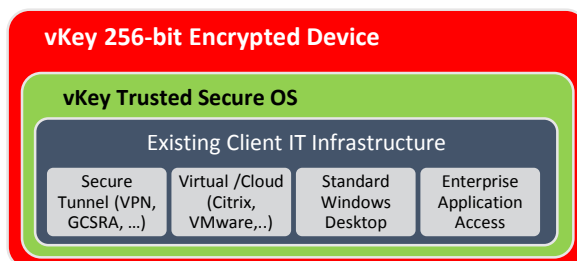 vKey 256-bit Encrypted Device
vKey Trusted Secure OS
Existing Client IT Infrastructure
Secure
Tunnel (VPN,
GCSRA, ...)
Virtual /Cloud
(Citrix,
VMware,..)
Standard
Windows
Desktop
Enterprise
Application
Access